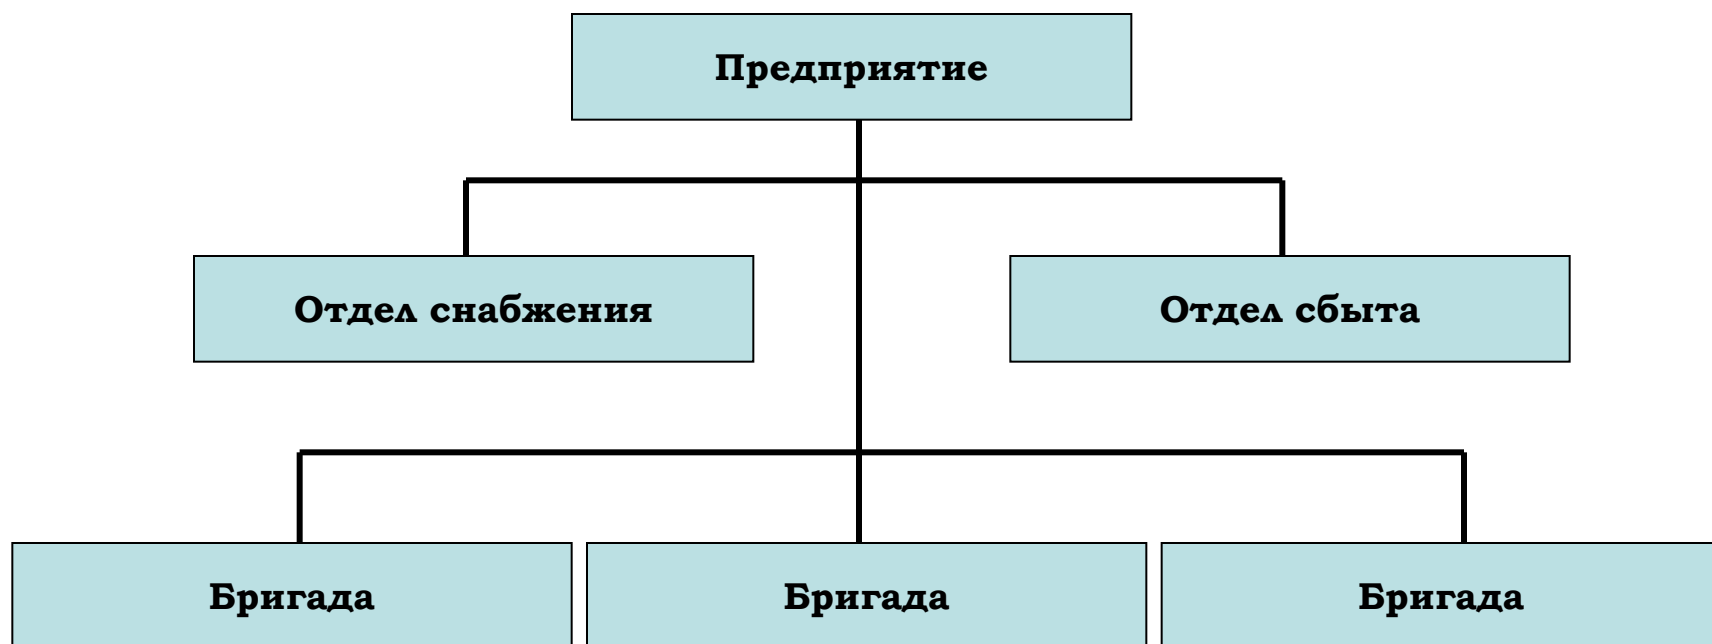 Предприятие
Отдел снабжения
Отдел сбыта
Бригада
Бригада
Бригада